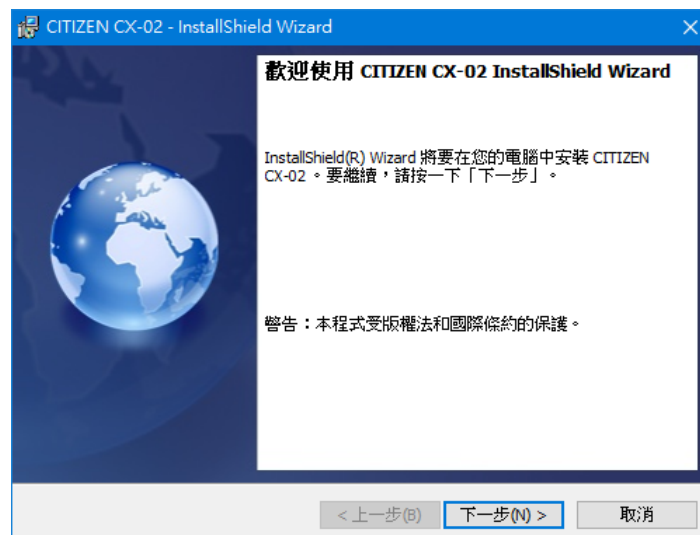 CITIZEN CX-02 - InstallShield Wizard
歡迎使用 CITIZEN CX-02 InstallShield Wizard
InstallShield(R) Wizard 將要在您的電腦中安裝 CITIZEN
CX-02。要繼續，請按一下「下一步」。
警告：本程式受版權法和國際條約的保護。
< 上一步(B) 下一步(N) > 取消